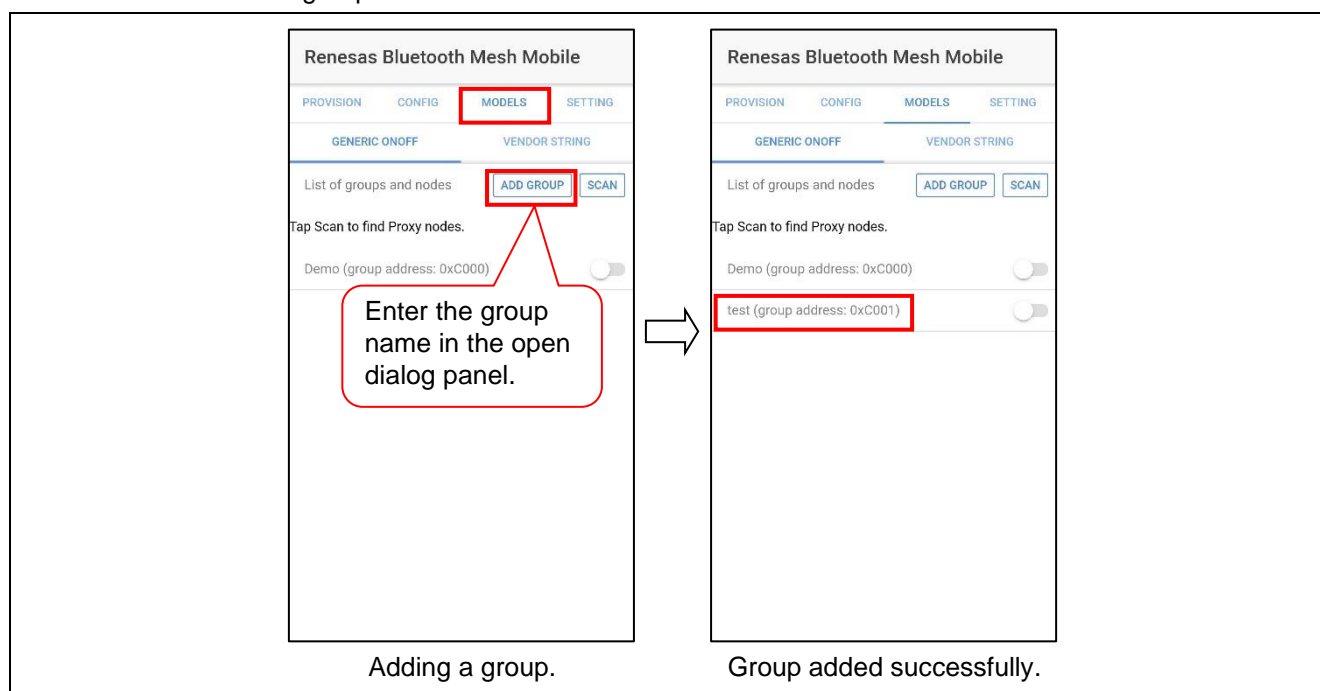 Renesas Bluetooth Mesh Mobile
PROVISION CONFIG MODELS SETTING
GENERIC ONOFF VENDOR STRING
List of groups and nodes ADD GROUP SCAN
Tap Scan to find Proxy nodes.
Demo (group address: 0xC000)
Enter the group
name in the open
dialog panel.
Adding a group.
Renesas Bluetooth Mesh Mobile
PROVISION CONFIG MODELS SETTING
GENERIC ONOFF VENDOR STRING
List of groups and nodes ADD GROUP SCAN
Tap Scan to find Proxy nodes.
Demo (group address: 0xC000)
test (group address: 0xC001)
Group added successfully.